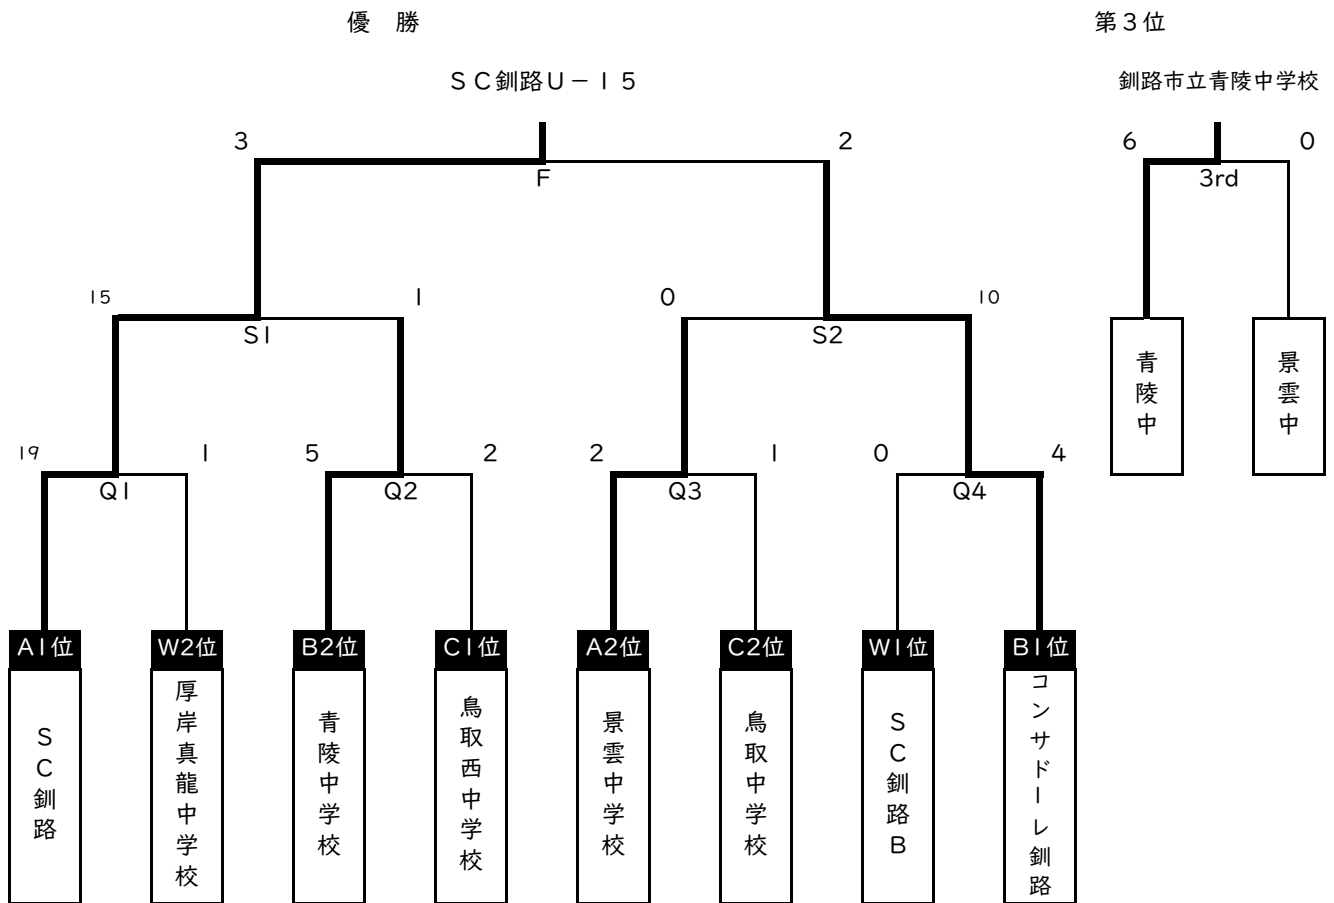 優　勝
第３位
ＳＣ釧路Ｕ－１５
釧路市立青陵中学校
3
2
6
0
F
3rd
15
1
0
10
S1
S2
青陵中
景雲中
19
1
5
2
2
1
0
4
Q1
Q2
Q3
Q4
A1位
W2位
B2位
C1位
A2位
C2位
W1位
B1位
ＳＣ釧路
厚岸真龍中学校
青陵中学校
鳥取西中学校
景雲中学校
鳥取中学校
ＳＣ釧路Ｂ
コンサドーレ釧路